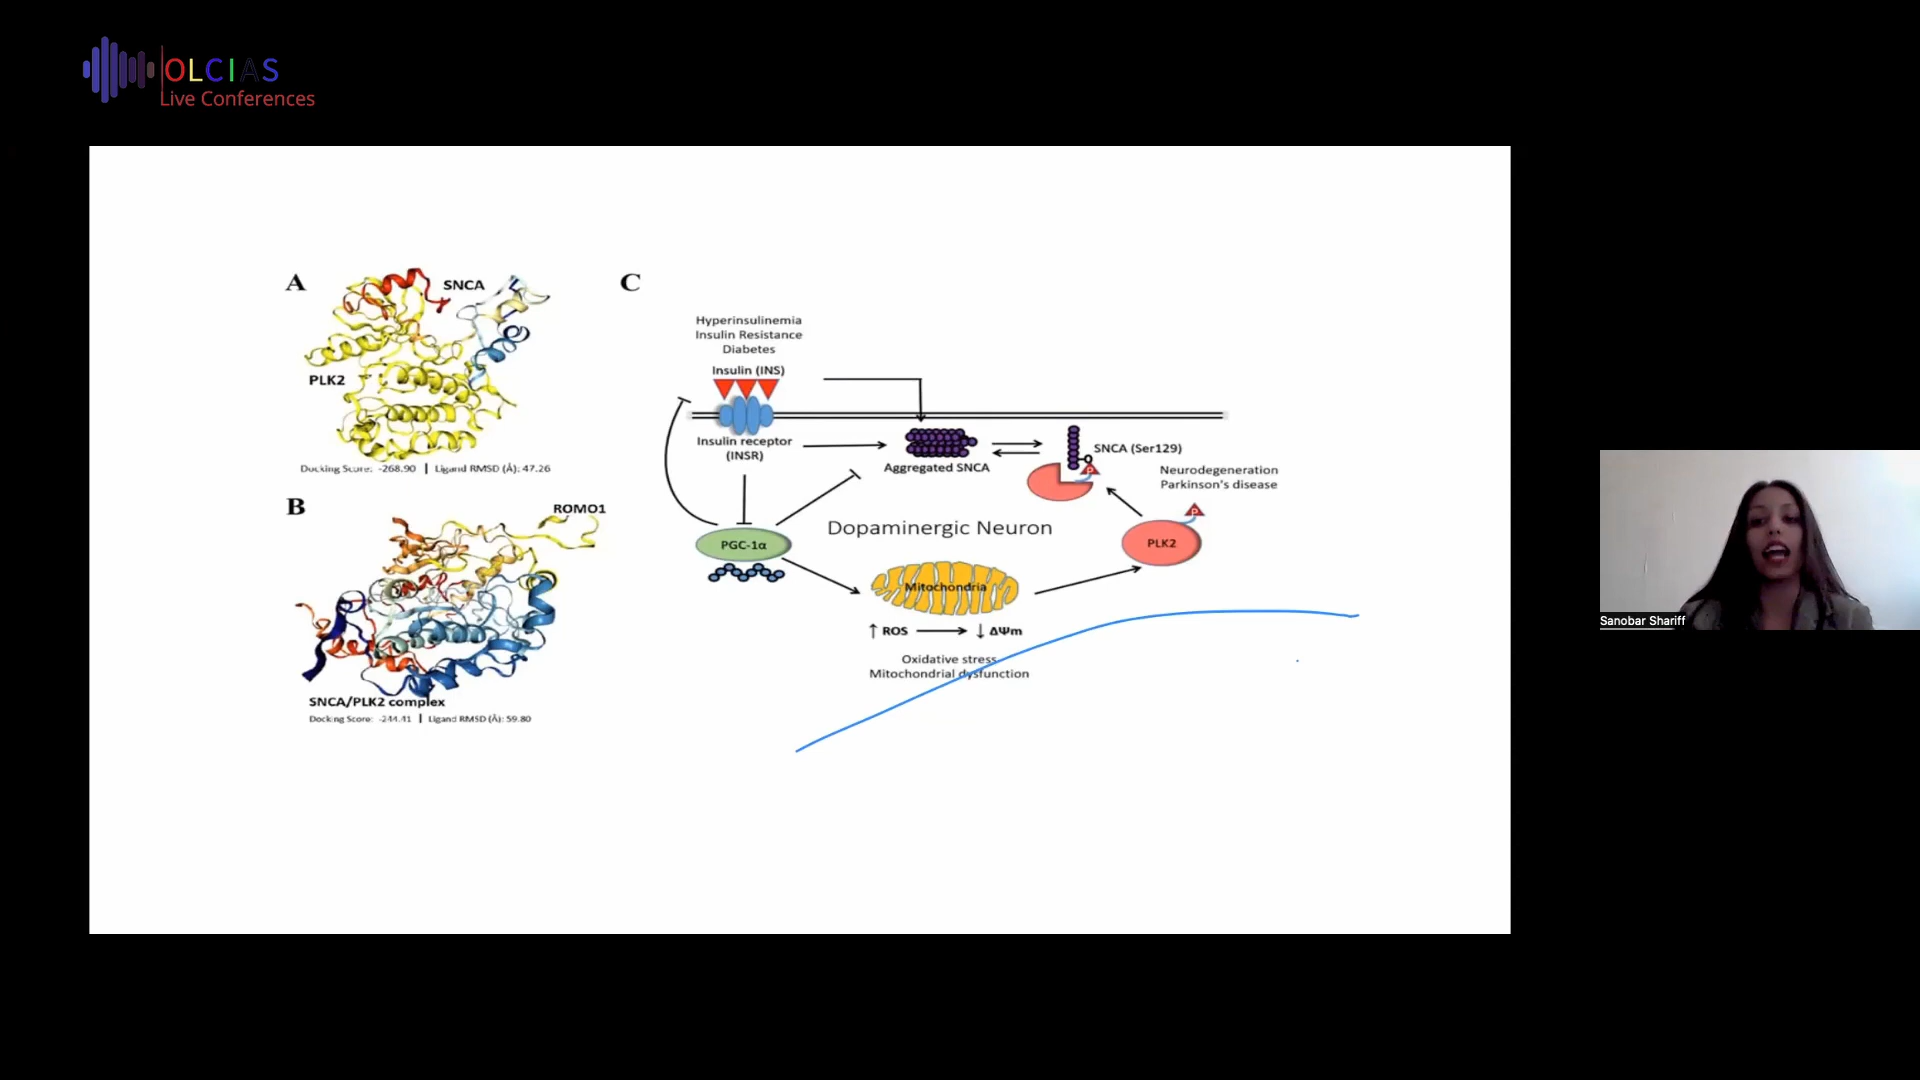 OLCIAS
Live Conferences
A
SNCA
PLK2
Docking Score: -268.90 | Ligand RMSD (Å): 47.26
B
ROMO1
SNCA/PLK2 complex
Docking Score: -244.41 | Ligand RMSD (Å): 59.80
C
Hyperinsulinemia
Insulin Resistance
Diabetes
Insulin (INS)
Insulin receptor
(INSR)
Aggregated SNCA
SNCA (Ser129)
P
Neurodegeneration
Parkinson's disease
P
PLK2
Dopaminergic Neuron
PGC-1α
Mitochondria
↑ ROS → ↓ ΔΨm
Oxidative stress
Mitochondrial dysfunction
Sanobar Shariff